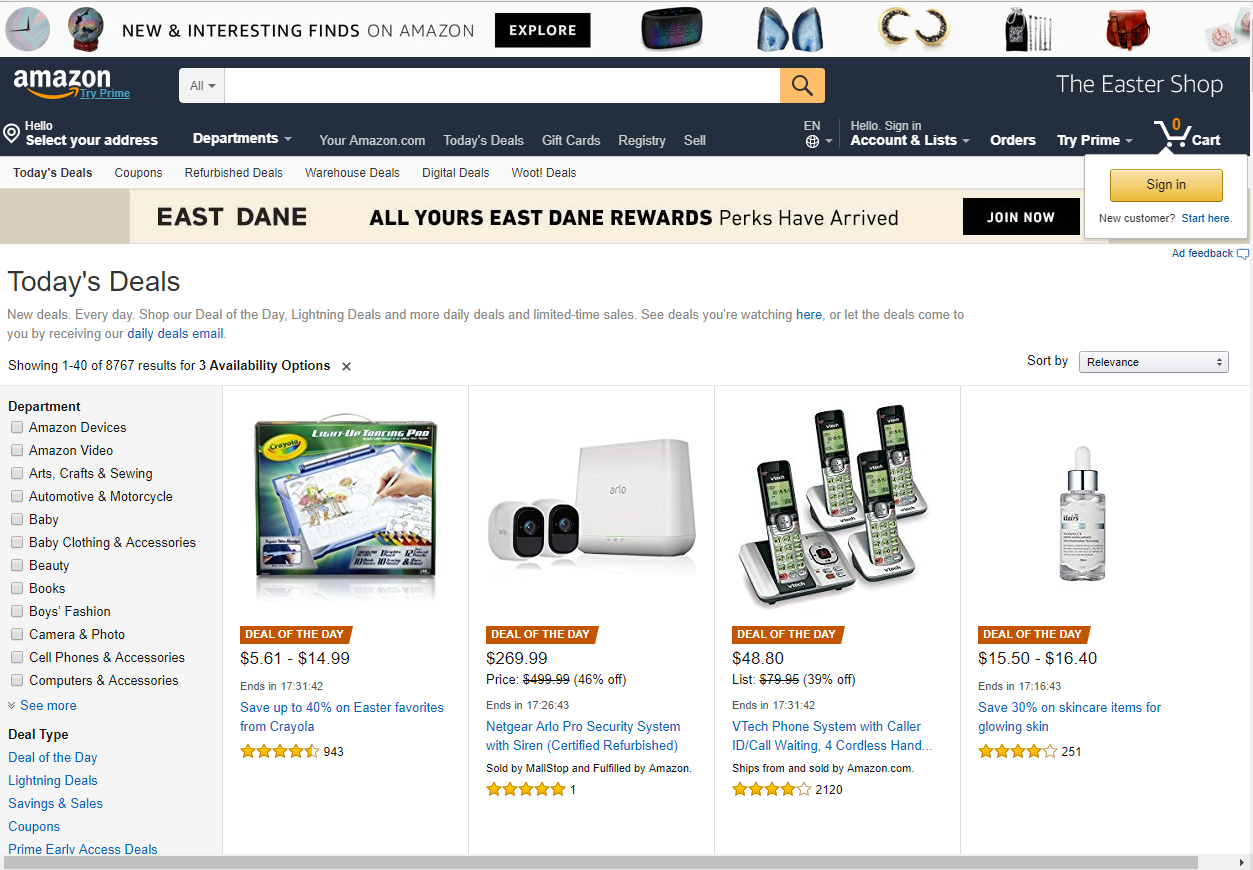 NEW & INTERESTING FINDS ON AMAZON
EXPLORE
amazon
Try Prime
All
The Easter Shop
Hello
Select your address
Departments
Your Amazon.com
Today's Deals
Gift Cards
Registry
Sell
EN
Hello. Sign in
Account & Lists
Orders
Try Prime
0
Cart
Today's Deals
Coupons
Refurbished Deals
Warehouse Deals
Digital Deals
Woot! Deals
Sign in
New customer? Start here.
EAST DANE
ALL YOURS EAST DANE REWARDS Perks Have Arrived
JOIN NOW
Ad feedback
Today's Deals
New deals. Every day. Shop our Deal of the Day, Lightning Deals and more daily deals and limited-time sales. See deals you're watching here, or let the deals come to
you by receiving our daily deals email.
Showing 1-40 of 8767 results for 3 Availability Options
Sort by
Relevance
Department
Amazon Devices
Amazon Video
Arts, Crafts & Sewing
Automotive & Motorcycle
Baby
Baby Clothing & Accessories
Beauty
Books
Boys' Fashion
Camera & Photo
Cell Phones & Accessories
Computers & Accessories
See more
Deal Type
Deal of the Day
Lightning Deals
Savings & Sales
Coupons
Prime Early Access Deals
Crayola
LIGHT-UP TRACING PAD
DEAL OF THE DAY
$5.61 - $14.99
Ends in 17:31:42
Save up to 40% on Easter favorites
from Crayola
943
arlo
DEAL OF THE DAY
$269.99
Price: $499.99 (46% off)
Ends in 17:26:43
Netgear Arlo Pro Security System
with Siren (Certified Refurbished)
Sold by MallStop and Fulfilled by Amazon.
1
vtech
vtech
vtech
vtech
DEAL OF THE DAY
$48.80
List: $79.95 (39% off)
Ends in 17:31:42
VTech Phone System with Caller
ID/Call Waiting, 4 Cordless Hand...
Ships from and sold by Amazon.com.
2120
klairs
DEAL OF THE DAY
$15.50 - $16.40
Ends in 17:16:43
Save 30% on skincare items for
glowing skin
251